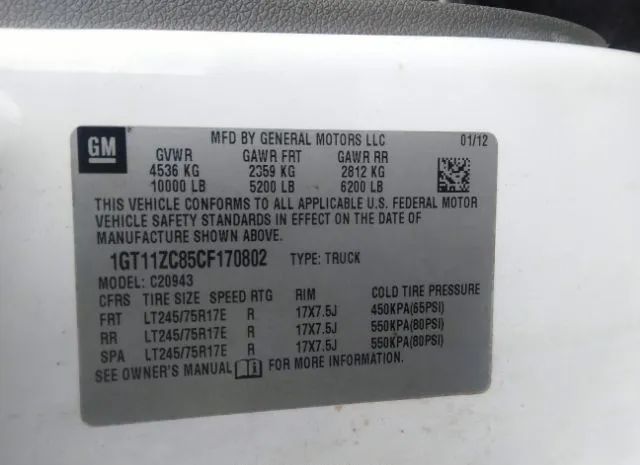 GM
MFD BY GENERAL MOTORS LLC 01/12
GVWR GAWR FRT GAWR RR
4536 KG 2359 KG 2812 KG
10000 LB 5200 LB 6200 LB
THIS VEHICLE CONFORMS TO ALL APPLICABLE U.S. FEDERAL MOTOR
VEHICLE SAFETY STANDARDS IN EFFECT ON THE DATE OF
MANUFACTURE SHOWN ABOVE.
1GT11ZC85CF170802 TYPE: TRUCK
MODEL: C20943
CFRS TIRE SIZE SPEED RTG RIM COLD TIRE PRESSURE
FRT LT245/75R17E R 17X7.5J 450KPA(65PSI)
RR LT245/75R17E R 17X7.5J 550KPA(80PSI)
SPA LT245/75R17E R 17X7.5J 550KPA(80PSI)
SEE OWNER'S MANUAL FOR MORE INFORMATION.